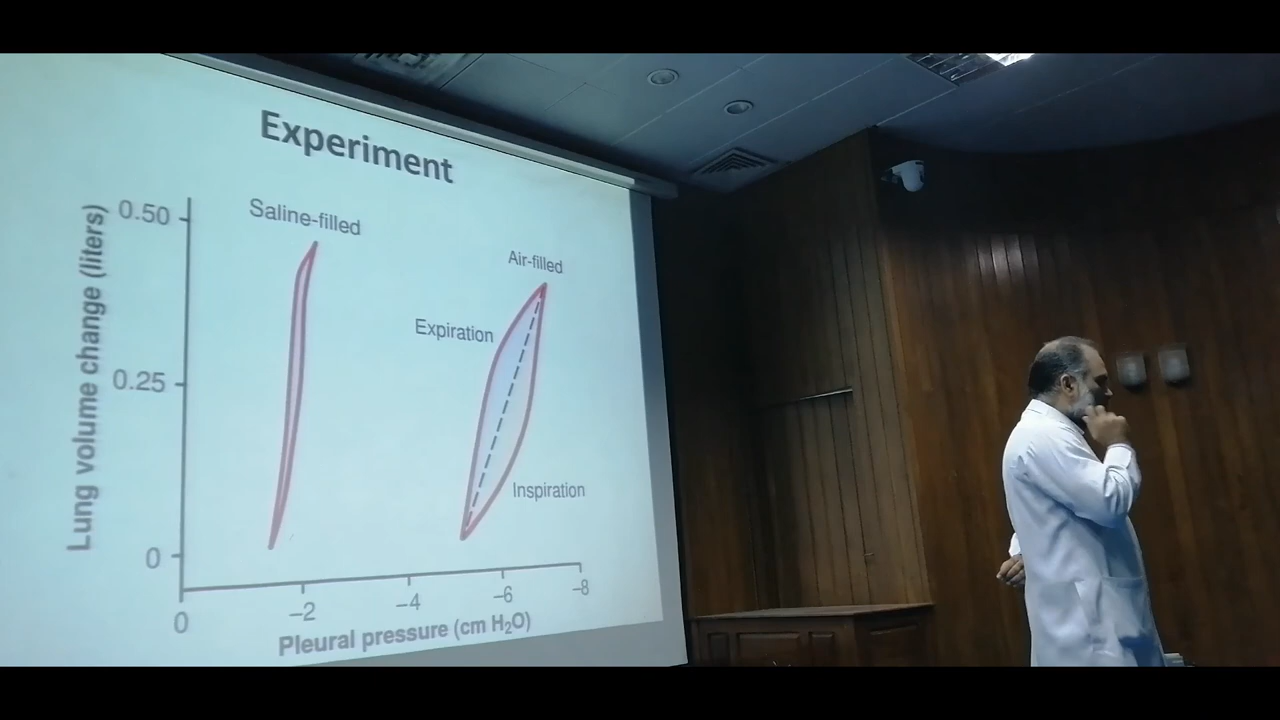 Experiment
Saline-filled
Air-filled
Expiration
Inspiration
Lung volume change (liters)
0.50
0.25
0
0
–2
–4
–6
–8
Pleural pressure (cm H₂O)